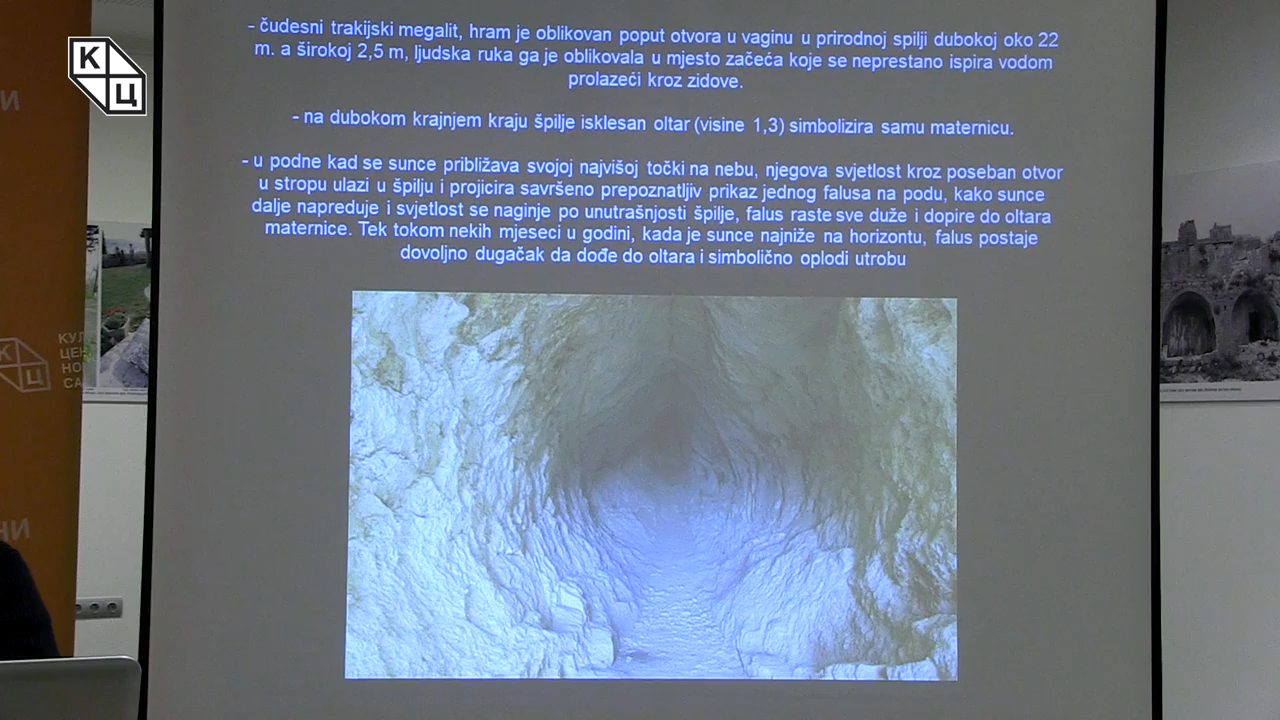 - čudesni trakijski megalit, hram je oblikovan poput otvora u vaginu u prirodnoj spilji dubokoj oko 22
m. a širokoj 2,5 m, ljudska ruka ga je oblikovala u mjesto začeća koje se neprestano ispira vodom
prolazeći kroz zidove.
- na dubokom krajnjem kraju špilje isklesan oltar (visine 1,3) simbolizira samu maternicu.
- u podne kad se sunce približava svojoj najvišoj točki na nebu, njegova svjetlost kroz poseban otvor
u stropu ulazi u špilju i projicira savršeno prepoznatljiv prikaz jednog falusa na podu, kako sunce
dalje napreduje i svjetlost se naginje po unutrašnjosti špilje, falus raste sve duže i dopire do oltara
maternice. Tek tokom nekih mjeseci u godini, kada je sunce najniže na horizontu, falus postaje
dovoljno dugačak da dođe do oltara i simbolično oplodi utrobu
К
Ц
К
Ц
КУЛ
ЦЕН
НО
СА